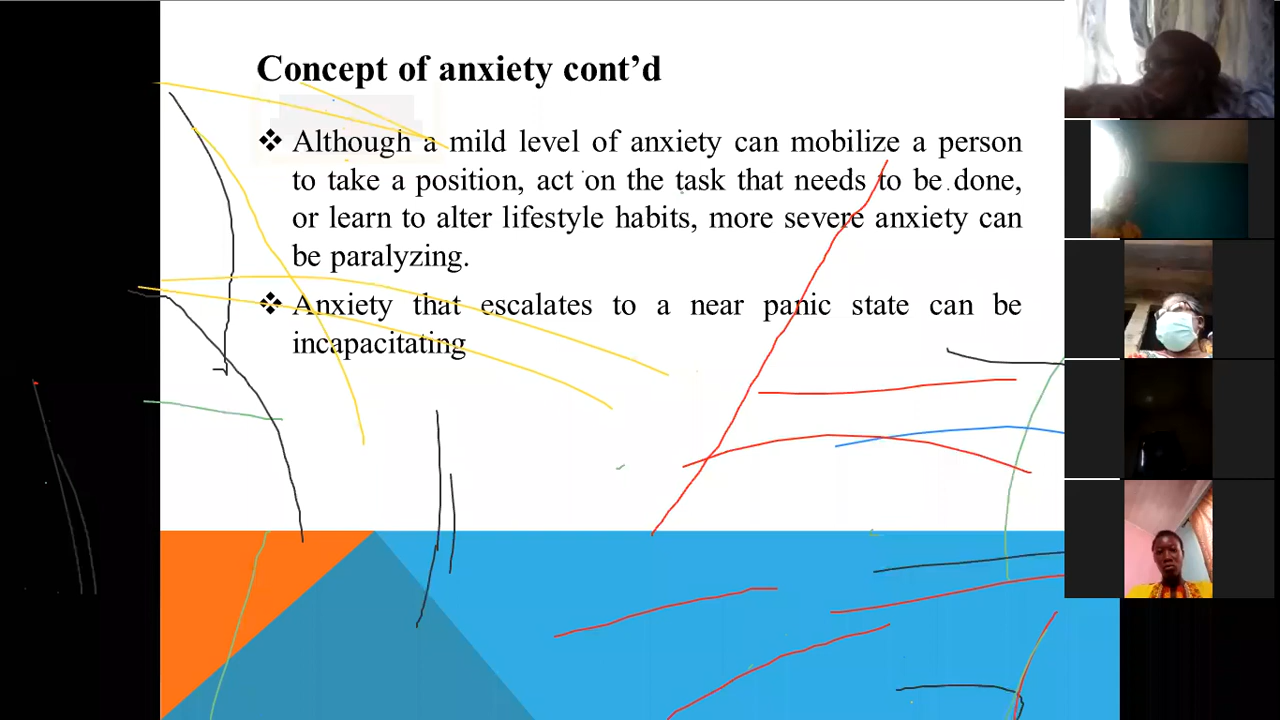 Concept of anxiety cont’d
❖ Although a mild level of anxiety can mobilize a person
to take a position, act on the task that needs to be done,
or learn to alter lifestyle habits, more severe anxiety can
be paralyzing.
❖ Anxiety that escalates to a near panic state can be
incapacitating